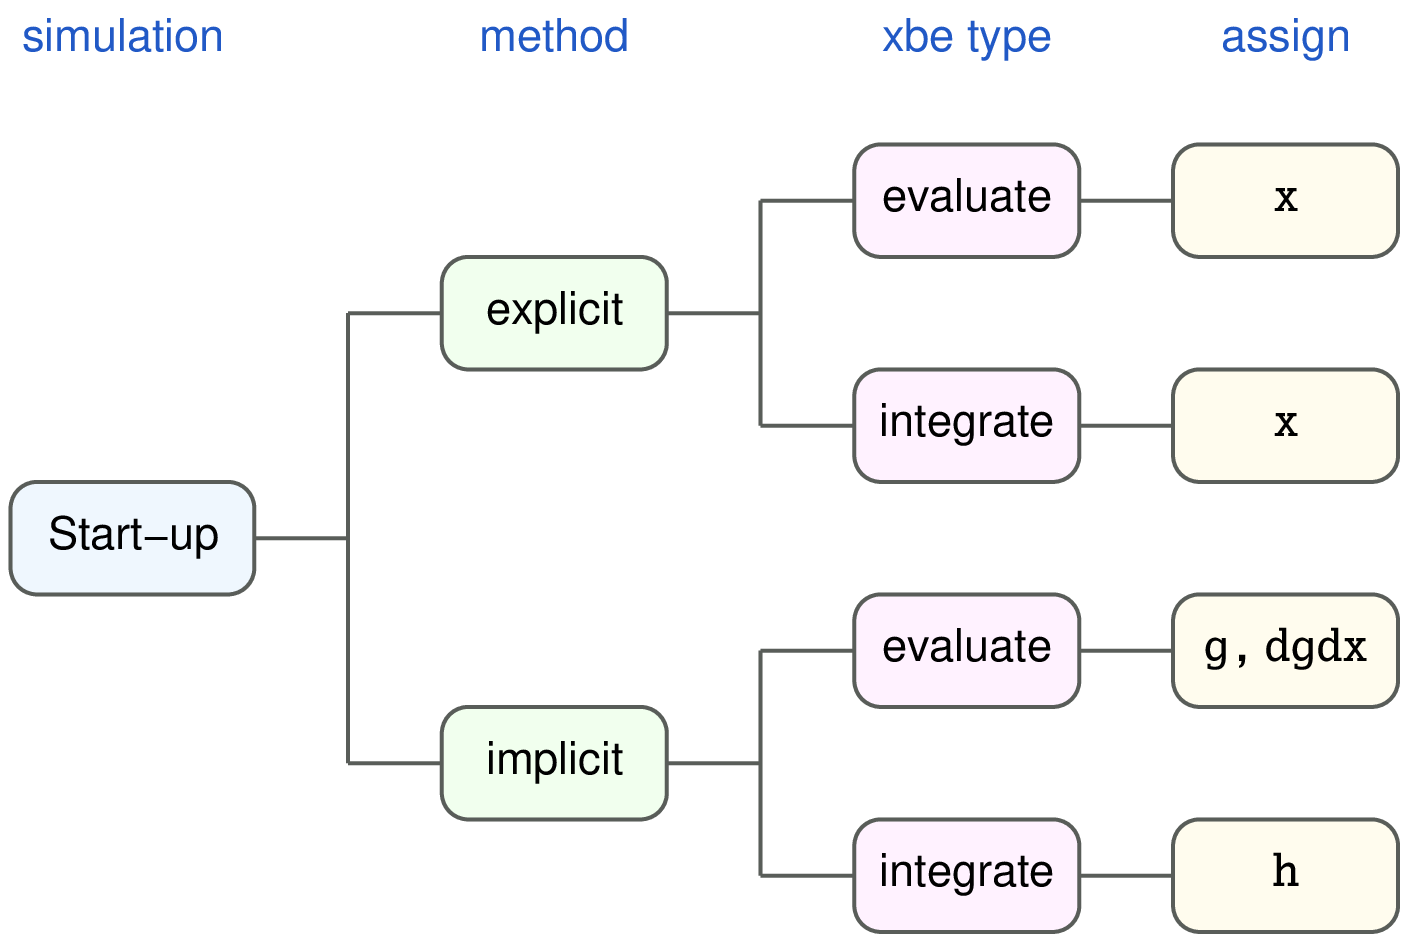 simulation method xbe type assign
evaluate x
explicit
integrate x
Start–up
evaluate g, dgdx
implicit
integrate h